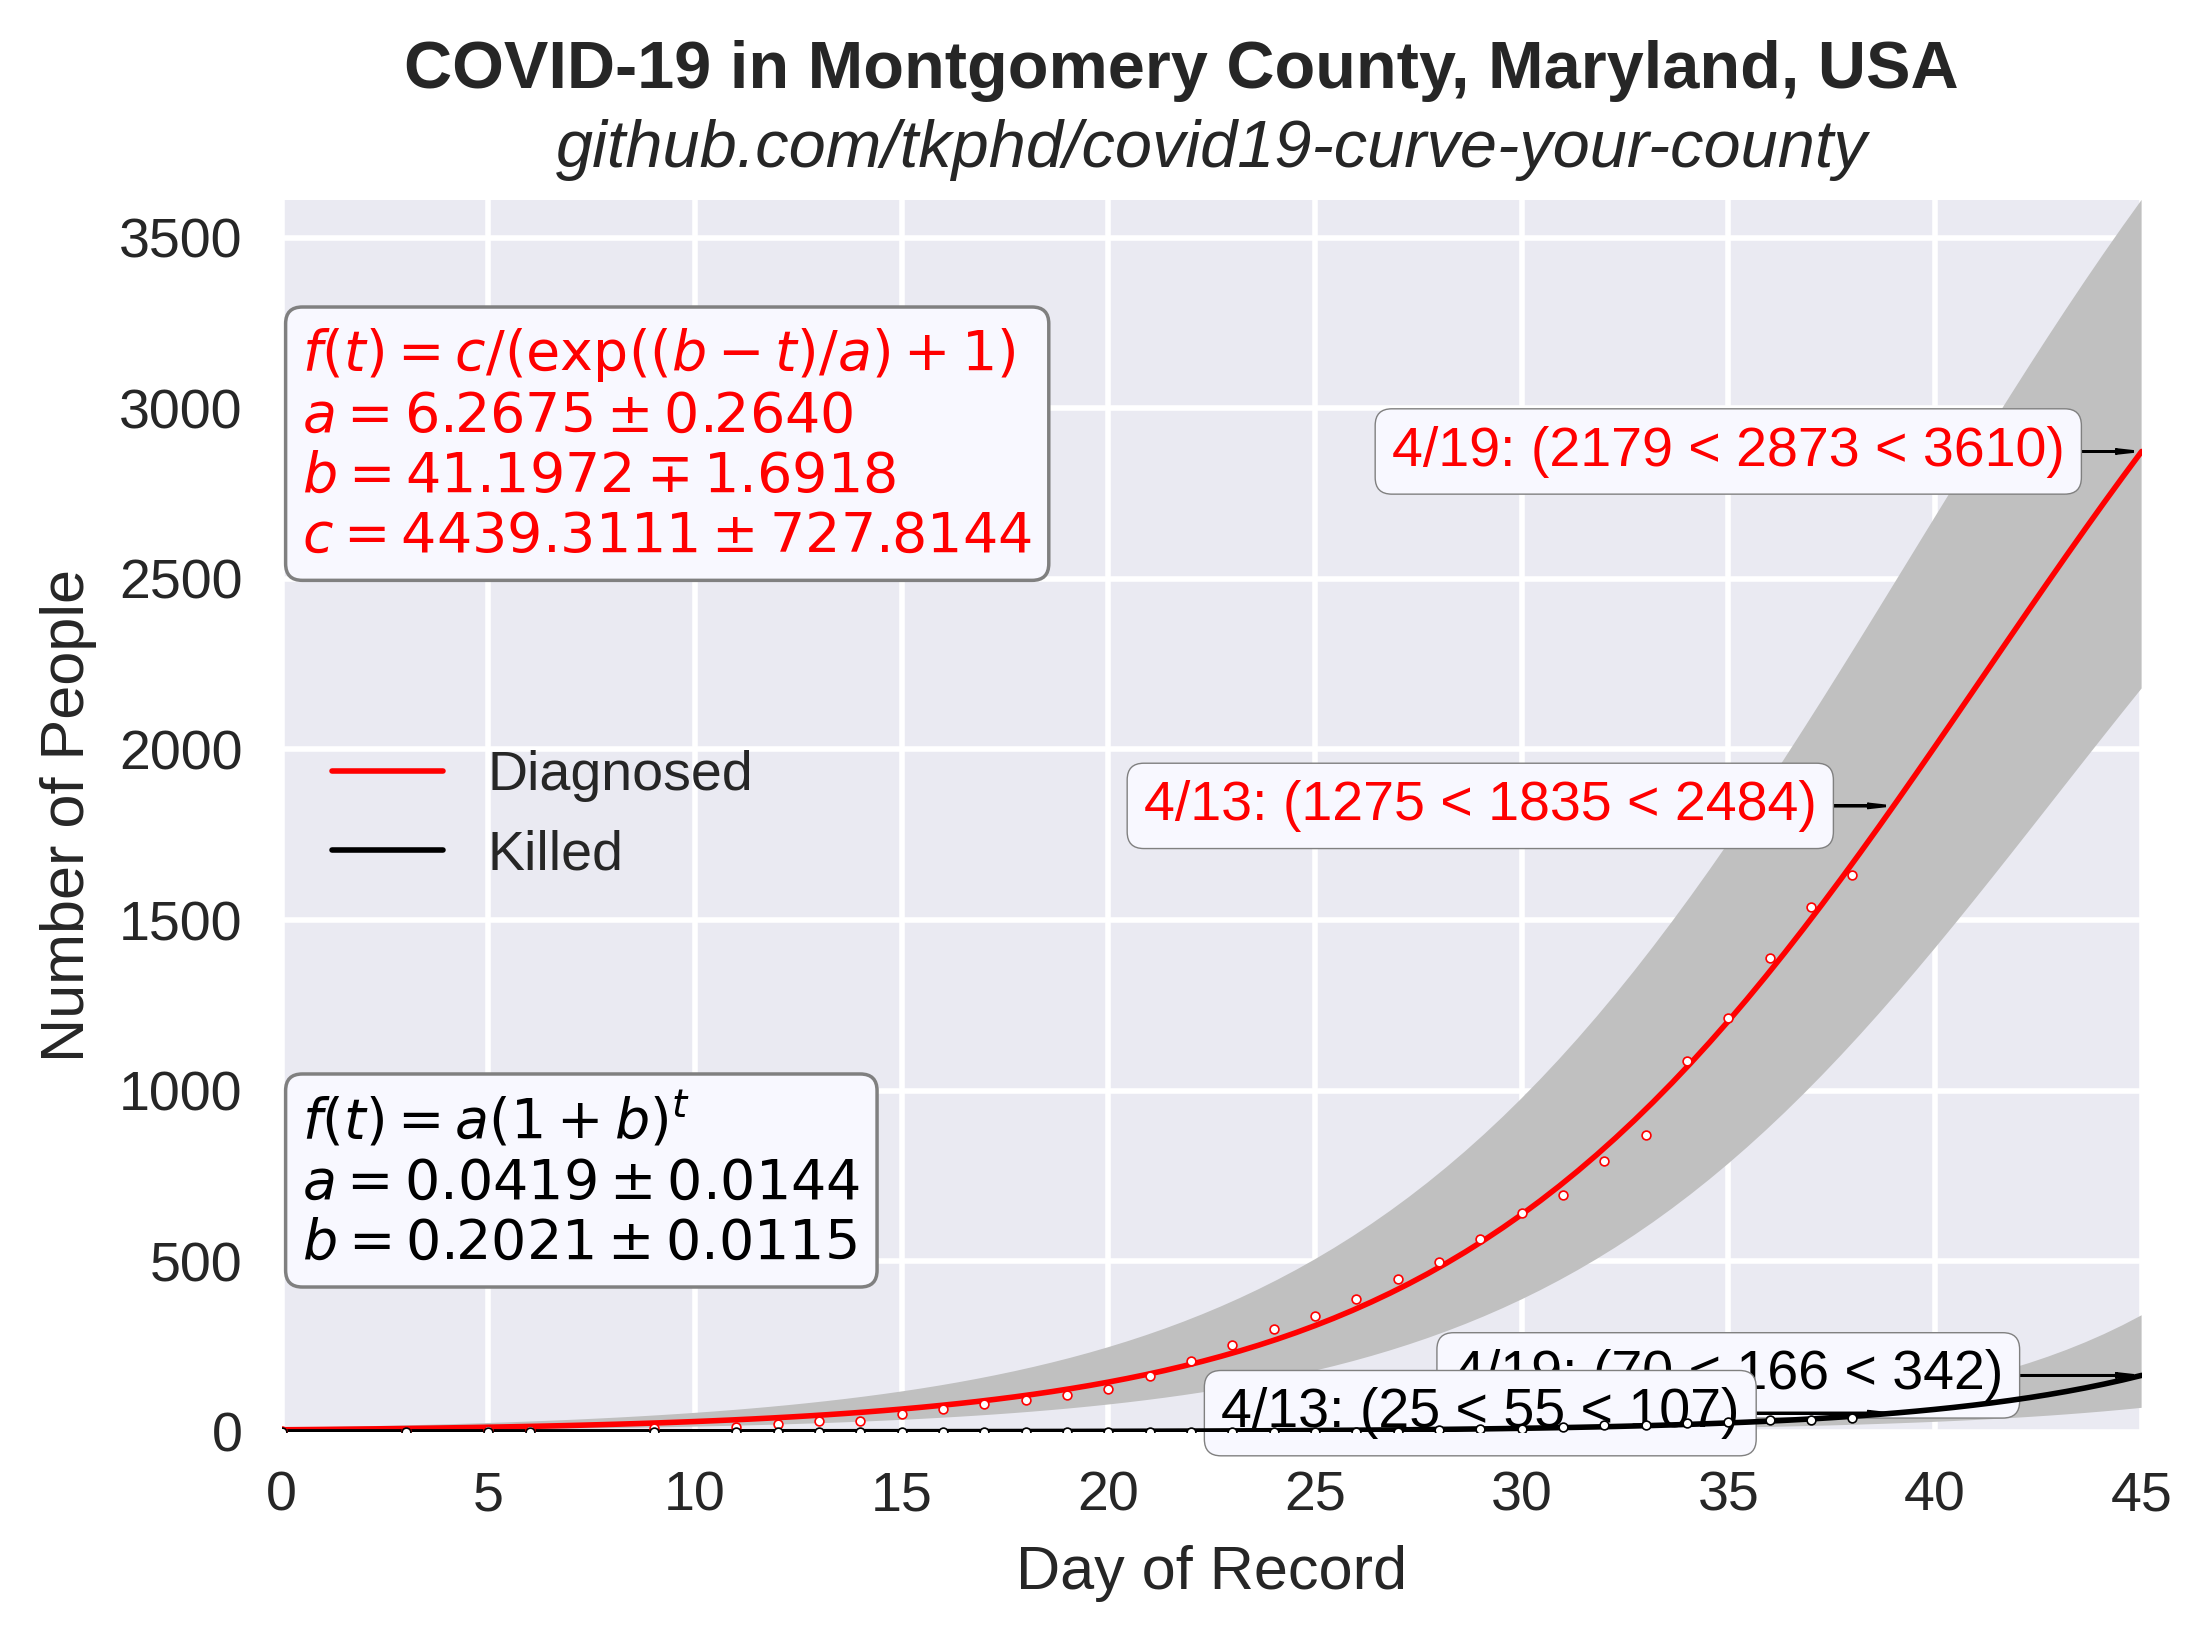 COVID-19 in Montgomery County, Maryland, USA
github.com/tkphd/covid19-curve-your-county
Number of People
3500
3000
2500
2000
1500
1000
500
0
f(t) = c/(exp((b − t)/a) + 1)
a = 6.2675 ± 0.2640
b = 41.1972 ∓ 1.6918
c = 4439.3111 ± 727.8144
4/19: (2179 < 2873 < 3610)
Diagnosed
Killed
4/13: (1275 < 1835 < 2484)
f(t) = a(1 + b)^t
a = 0.0419 ± 0.0144
b = 0.2021 ± 0.0115
4/19: (70 < 166 < 342)
4/13: (25 < 55 < 107)
0 5 10 15 20 25 30 35 40 45
Day of Record